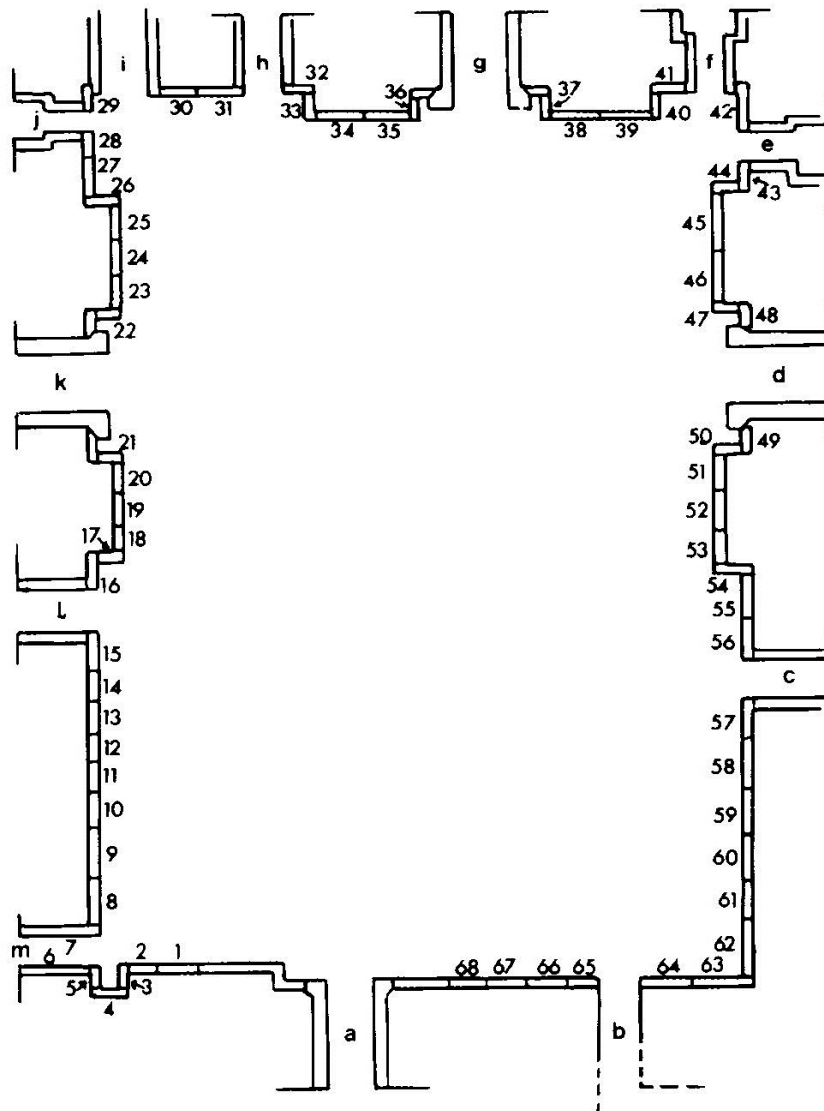 i h g f
29 30 31 32 33 34 35 36 37 38 39 40 41 42
j e
28 27 26 25 24 23 22
44 43 45 46 47 48
k d
21 20 19 18 17 16
50 49 51 52 53 54 55 56
l c
15 14 13 12 11 10 9 8
57 58 59 60 61 62
m 7 6 5 4 3 2 1
68 67 66 65 64 63
a b